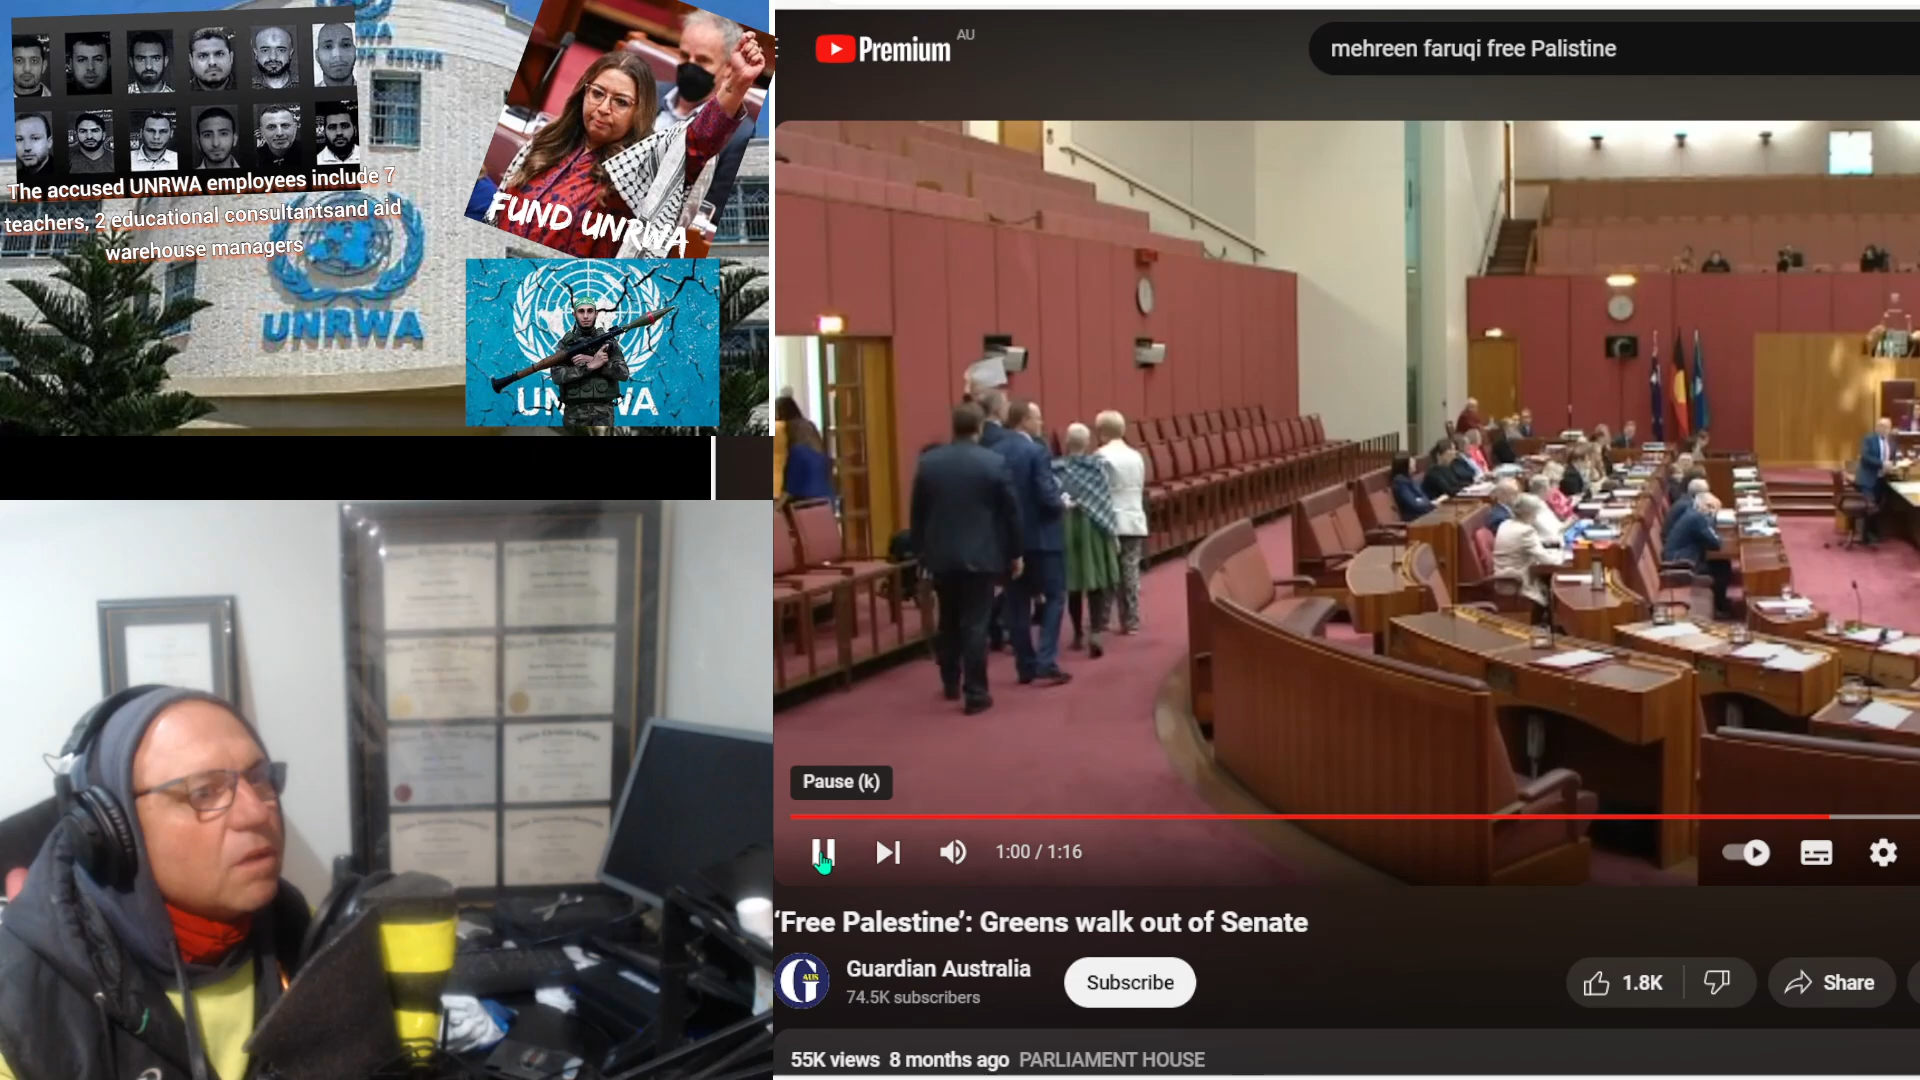 The accused UNRWA employees include 7
teachers, 2 educational consultantsand aid
warehouse managers
UNRWA
FUND UNRWA
Premium AU
mehreen faruqi free Palistine
Pause (k)
1:00 / 1:16
‘Free Palestine’: Greens walk out of Senate
G AUS
Guardian Australia
74.5K subscribers
Subscribe
1.8K
Share
55K views 8 months ago PARLIAMENT HOUSE